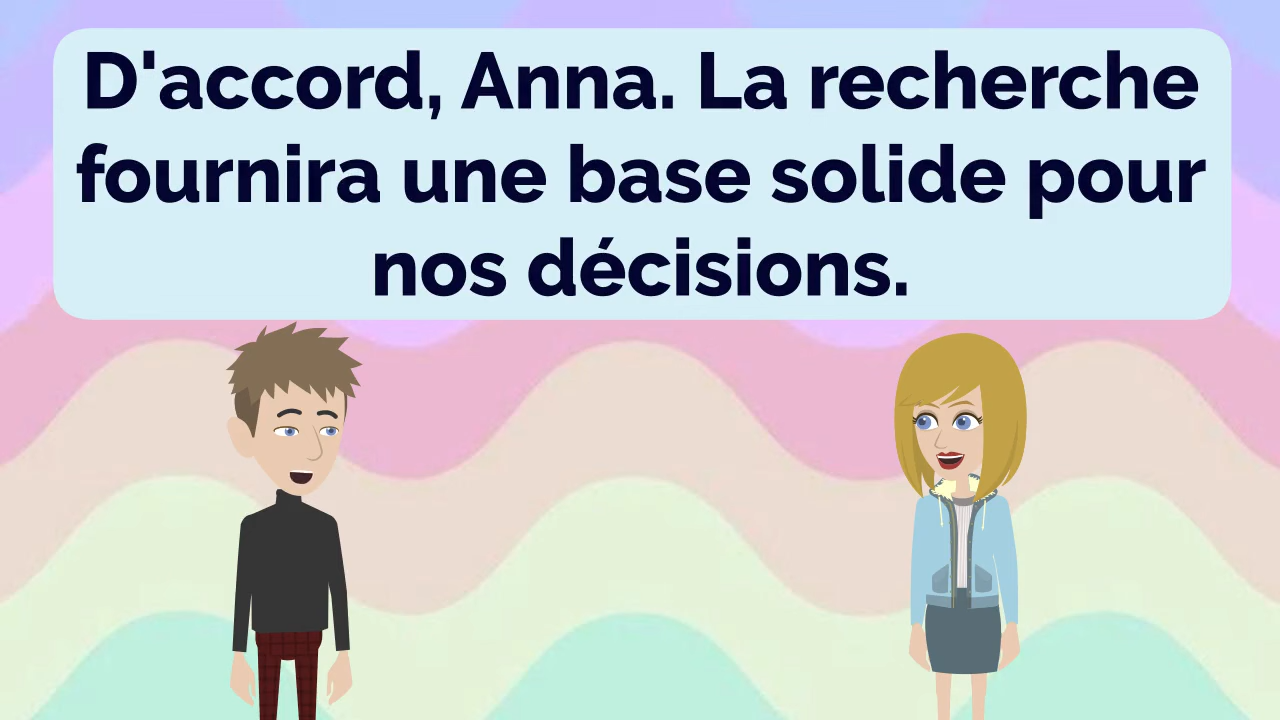 D'accord, Anna. La recherche
fournira une base solide pour
nos décisions.